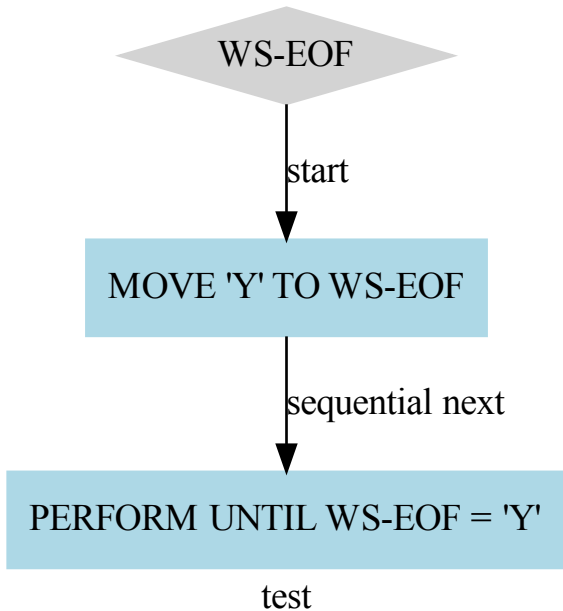 WS-EOF
start
MOVE 'Y' TO WS-EOF
sequential next
PERFORM UNTIL WS-EOF = 'Y'
test